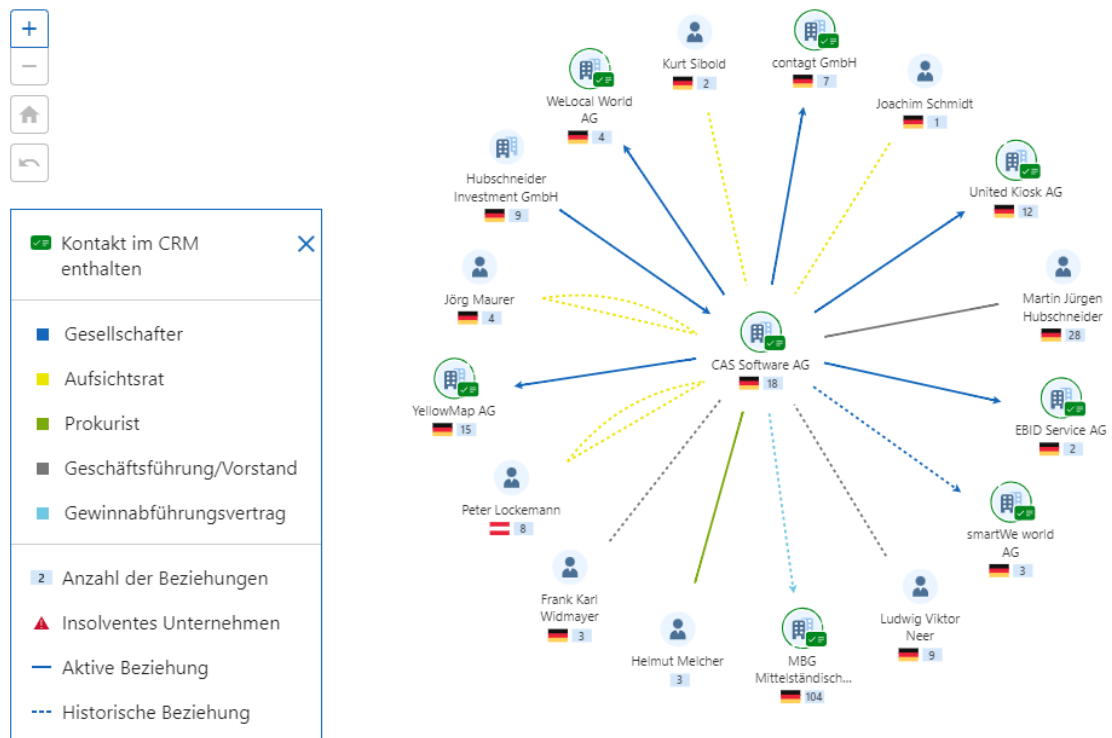 Kontakt im CRM
enthalten
Gesellschafter
Aufsichtsrat
Prokurist
Geschäftsführung/Vorstand
Gewinnabführungsvertrag
2 Anzahl der Beziehungen
Insolventes Unternehmen
Aktive Beziehung
Historische Beziehung
Kurt Sibold
2
contagt GmbH
7
Joachim Schmidt
1
WeLocal World
AG
4
Hubschneider
Investment GmbH
9
United Kiosk AG
12
Jörg Maurer
4
Martin Jürgen
Hubschneider
28
CAS Software AG
18
YellowMap AG
15
EBID Service AG
2
Peter Lockemann
8
smartWe world
AG
3
Frank Karl
Widmayer
3
Helmut Melcher
3
MBG
Mittelständisch...
104
Ludwig Viktor
Neer
9